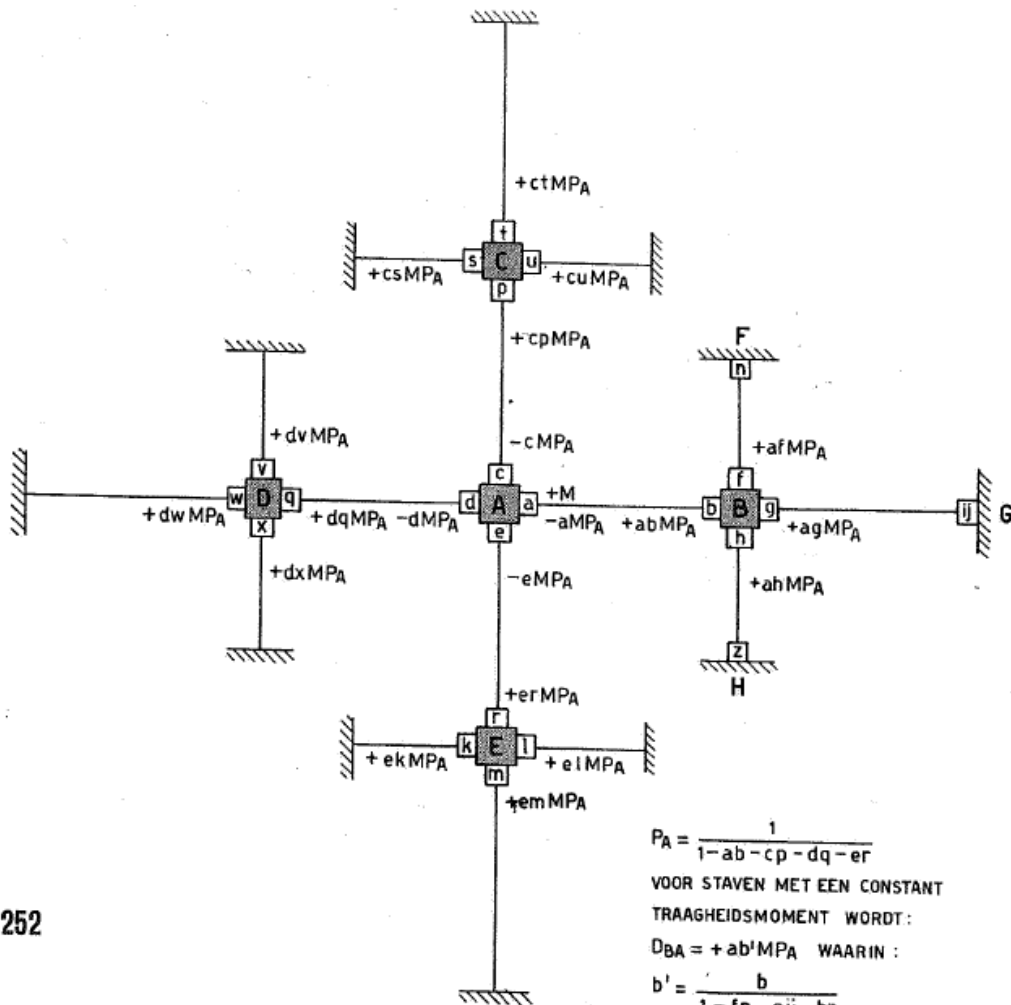 +ctMPA
t
s C u
+csMPA +cuMPA
p
+cpMPA
F
n
+dvMPA
-cMPA
+afMPA
v
c
f
w D q
d A a
+M
b B g
ij G
+dwMPA +dqMPA -dMPA -aMPA +abMPA +agMPA
x
e
h
+dxMPA
-eMPA
+ahMPA
z
H
+erMPA
r
k E l
+ekMPA +elMPA
m
+emMPA
PA = 1
1-ab-cp-dq-er
VOOR STAVEN MET EEN CONSTANT
TRAAGHEIDSMOMENT WORDT:
252
DBA = +ab'MPA WAARIN :
b' = b